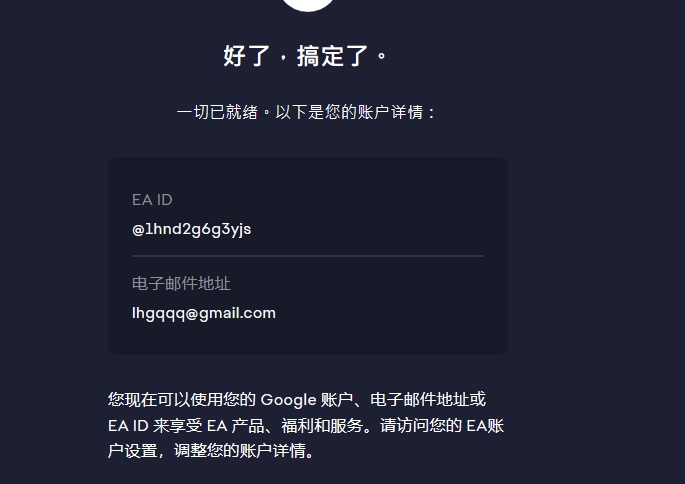 好了，搞定了。
一切已就绪。以下是您的账户详情：
EA ID
@1hnd2g6g3yjs
电子邮件地址
lhgqqq@gmail.com
您现在可以使用您的 Google 账户、电子邮件地址或
EA ID 来享受 EA 产品、福利和服务。请访问您的 EA账
户设置，调整您的账户详情。